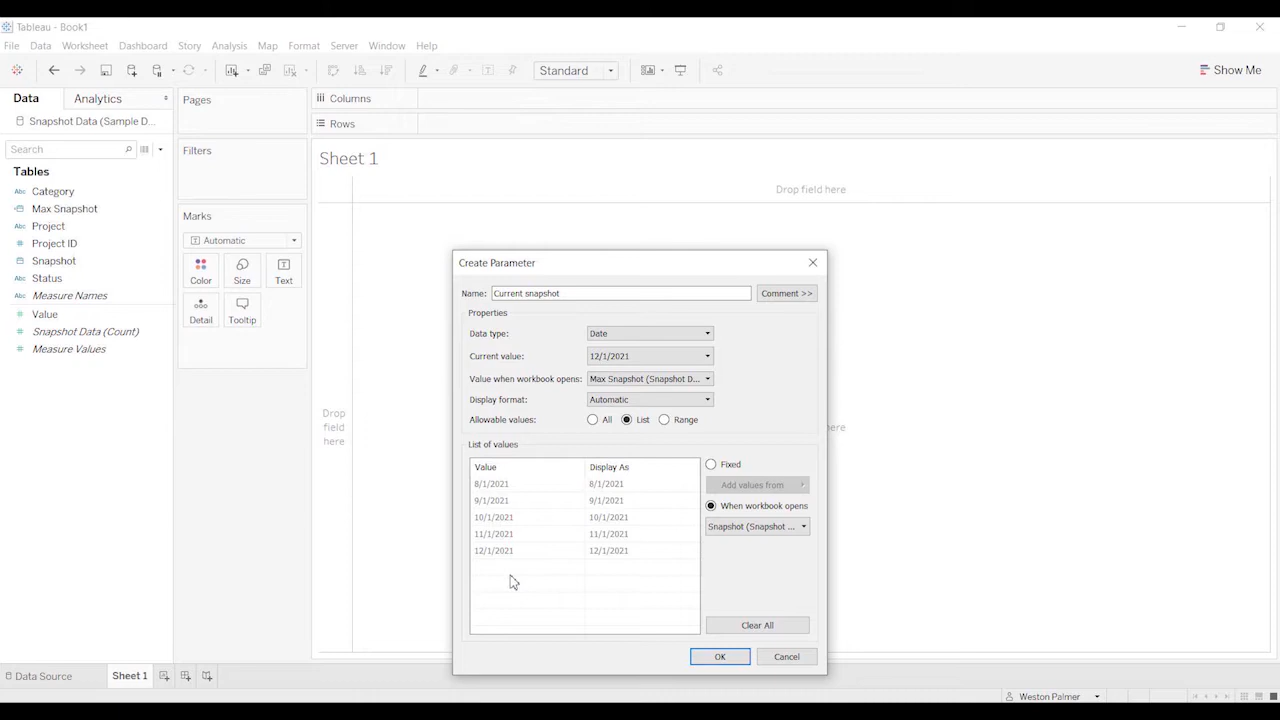 Tableau - Book1
File Data Worksheet Dashboard Story Analysis Map Format Server Window Help
Standard
Show Me
Data Analytics
Snapshot Data (Sample D...
Search
Tables
Abc Category
Max Snapshot
Abc Project
# Project ID
Snapshot
Abc Status
Measure Names
# Value
# Snapshot Data (Count)
# Measure Values
Pages
Filters
Marks
T Automatic
Color Size Text
Detail Tooltip
Columns
Rows
Sheet 1
Drop field here
Drop
field
here
here
Create Parameter
Name: Current snapshot Comment >>
Properties
Data type: Date
Current value: 12/1/2021
Value when workbook opens: Max Snapshot (Snapshot D...
Display format: Automatic
Allowable values: All List Range
List of values
Value Display As
8/1/2021 8/1/2021
9/1/2021 9/1/2021
10/1/2021 10/1/2021
11/1/2021 11/1/2021
12/1/2021 12/1/2021
Fixed
Add values from
When workbook opens
Snapshot (Snapshot ...
Clear All
OK Cancel
Data Source Sheet 1
Weston Palmer